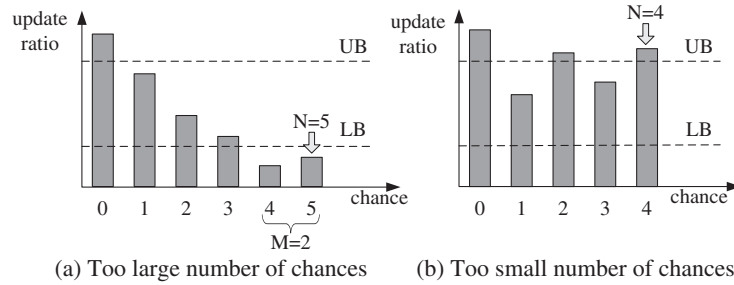 update
ratio
UB
LB
N=5
0 1 2 3 4 5
chance
M=2
(a) Too large number of chances
update
ratio
N=4
UB
LB
0 1 2 3 4
chance
(b) Too small number of chances